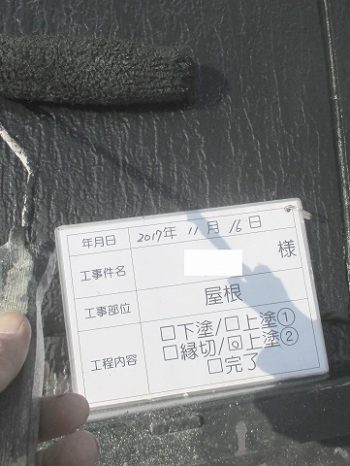 年月日 2017年 11月 16日
工事件名 様
工事部位 屋根
工程内容 □下塗/□上塗①
□縁切/☑上塗②
□完了